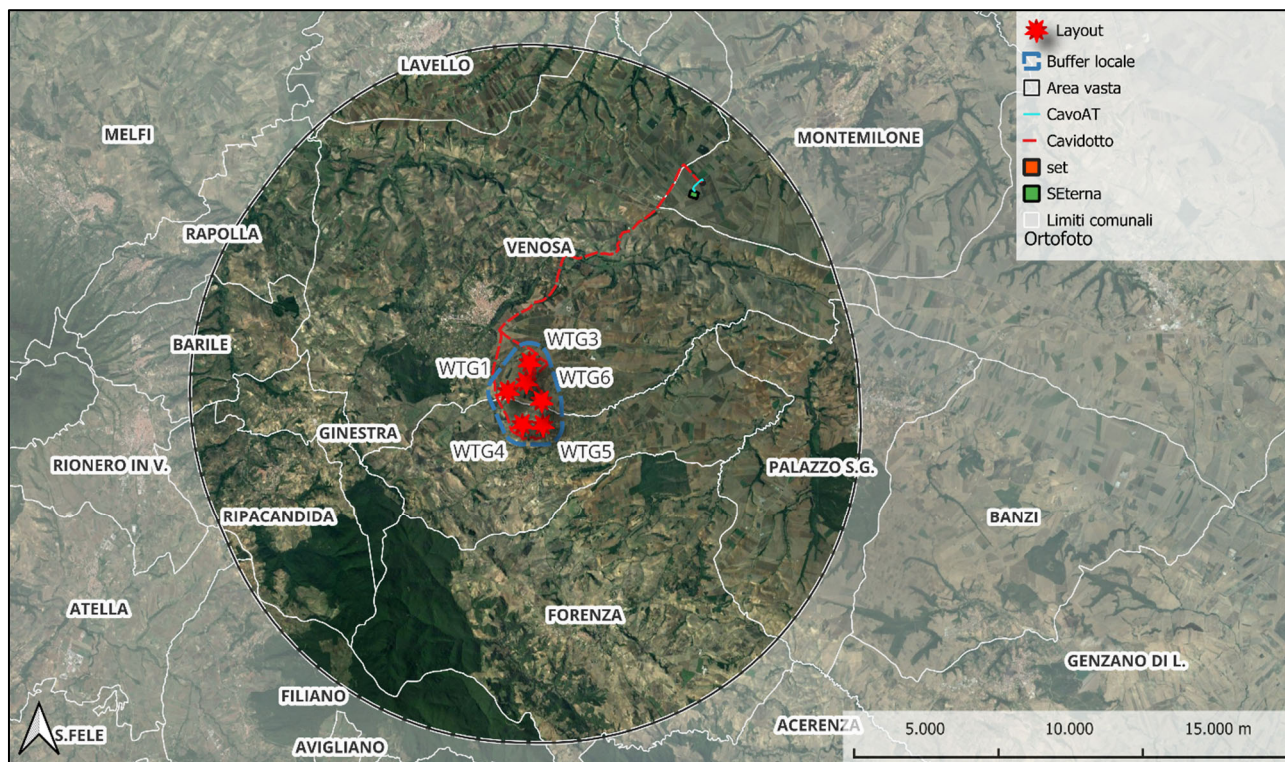 LAVELLO
MELFI
MONTEMILONE
RAPOLLA
VENOSA
BARILE
WTG3
WTG1
WTG6
GINESTRA
WTG4
WTG5
RIONERO IN V.
PALAZZO S.G.
RIPACANDIDA
BANZI
ATELLA
FORENZA
GENZANO DI L.
FILIANO
S.FELE
AVIGLIANO
ACERENZA
Layout
Buffer locale
Area vasta
CavoAT
Cavidotto
set
SEterna
Limiti comunali
Ortofoto
5.000 10.000 15.000 m